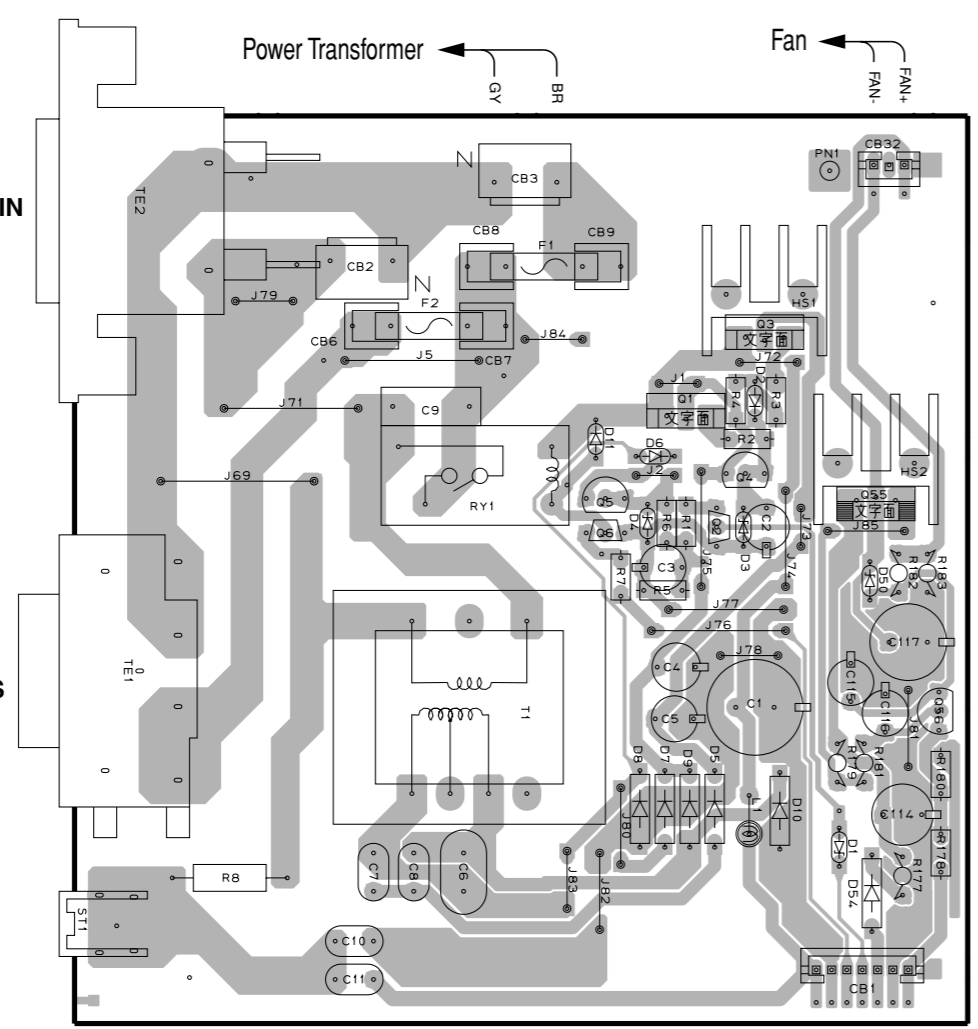 Power Transformer
GY
BR
Fan
FAN-
FAN+
IN
TE2
N
CB3
PN1
CB32
CB8
F1
CB9
CB2
N
J79
F2
HS1
CB6
J5
CB7
J84
Q3
文字面
J72
J71
C9
J1
Q1
文字面
R4
D2
R3
R2
D11
D6
J69
RY1
J2
Q4
HS2
Q5
Q55
文字面
J85
Q6
D4
R6
R1
Q2
D3
C2
J73
R7
C3
R5
J75
J74
D50
R182
R183
J77
J76
J78
C117
TE1
0
S
T1
C4
C5
C1
C115
C116
J81
Q56
D8
D7
D9
D5
R179
R181
R180
J80
L1
D10
C114
D1
R178
R8
C7
C8
C6
J83
J82
D54
R177
ST1
C10
C11
CB1